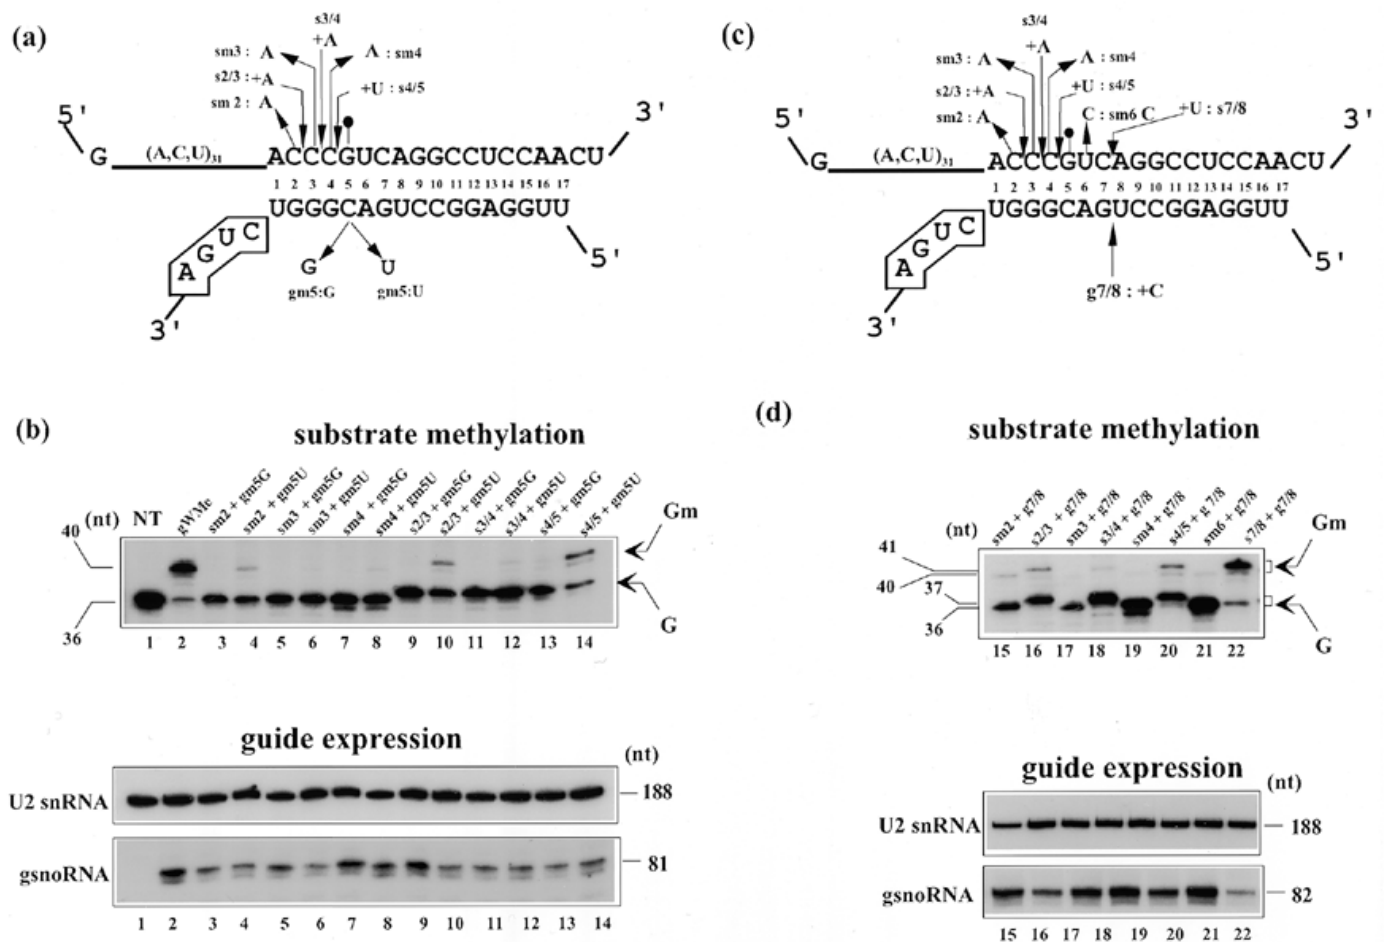 (a)
s3/4
+A
sm3 : A
A : sm4
s2/3 : +A
+U : s4/5
sm 2 : A
5'
3'
G
(A,C,U)31
ACCCGUCAGGCCUCCAACU
1 2 3 4 5 6 7 8 9 10 11 12 13 14 15 16 17
UGGGCAGUCCGGAGGUU
A G U C
G
U
5'
gm5:G
gm5:U
3'
(c)
s3/4
+A
sm3 : A
A : sm4
s2/3 : +A
+U : s4/5
sm2 : A
C : sm6 C
+U : s7/8
5'
3'
G
(A,C,U)31
ACCCGUCAGGCCUCCAACU
1 2 3 4 5 6 7 8 9 10 11 12 13 14 15 16 17
UGGGCAGUCCGGAGGUU
A G U C
5'
g7/8 : +C
3'
(b)
substrate methylation
NT gWMe sm2 + gm5G sm2 + gm5U sm3 + gm5G sm3 + gm5U sm4 + gm5G sm4 + gm5U s2/3 + gm5G s2/3 + gm5U s3/4 + gm5G s3/4 + gm5U s4/5 + gm5G s4/5 + gm5U
(nt)
40
Gm
36
G
1 2 3 4 5 6 7 8 9 10 11 12 13 14
guide expression
(nt)
U2 snRNA
188
gsnoRNA
81
1 2 3 4 5 6 7 8 9 10 11 12 13 14
(d)
substrate methylation
sm2 + g7/8 s2/3 + g7/8 sm3 + g7/8 s3/4 + g7/8 sm4 + g7/8 s4/5 + g7/8 sm6 + g7/8 s7/8 + g7/8
(nt)
Gm
41
40
37
36
G
15 16 17 18 19 20 21 22
guide expression
(nt)
U2 snRNA
188
gsnoRNA
82
15 16 17 18 19 20 21 22